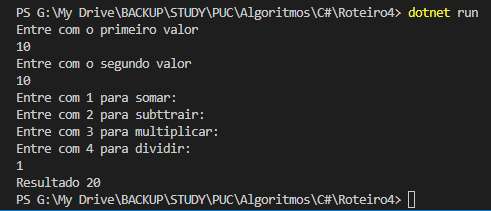 PS G:\My Drive\BACKUP\STUDY\PUC\Algoritmos\C#\Roteiro4> dotnet run
Entre com o primeiro valor
10
Entre com o segundo valor
10
Entre com 1 para somar:
Entre com 2 para subttrair:
Entre com 3 para multiplicar:
Entre com 4 para dividir:
1
Resultado 20
PS G:\My Drive\BACKUP\STUDY\PUC\Algoritmos\C#\Roteiro4>